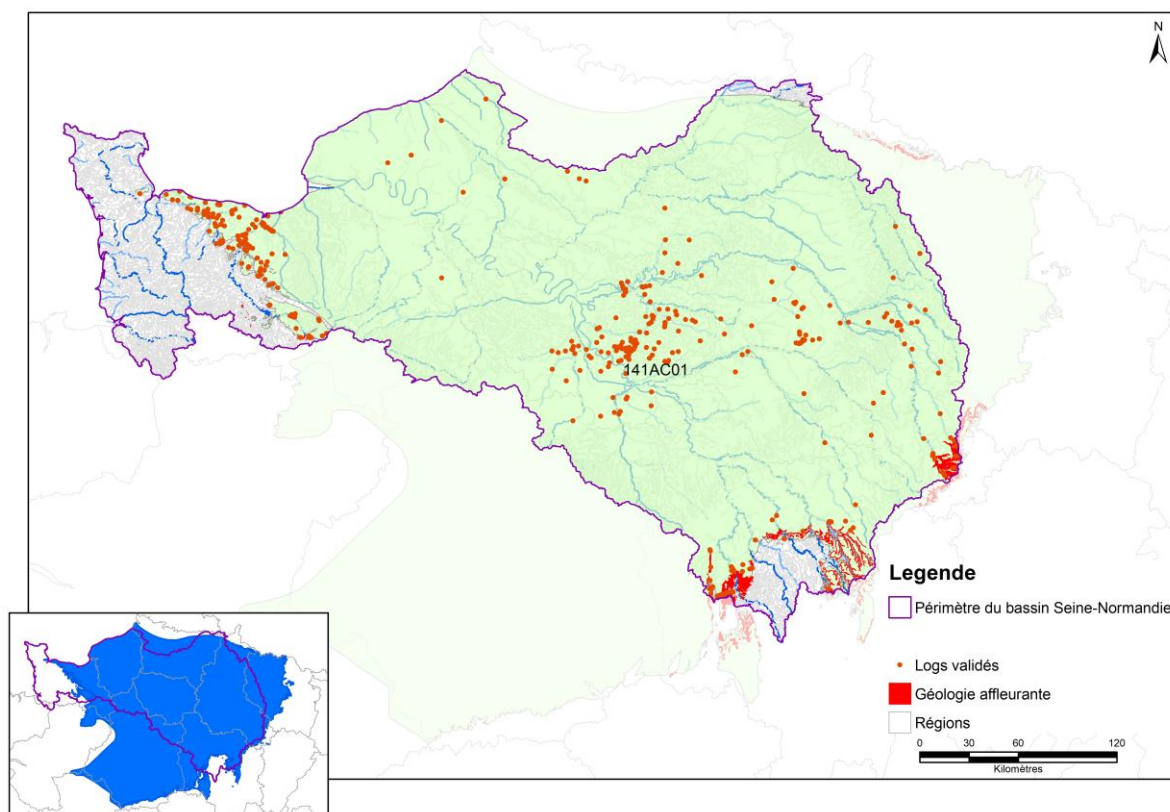 N
141AC01
Legende
Périmètre du bassin Seine-Normandie
Logs validés
Géologie affleurante
Régions
0 30 60 120
Kilomètres